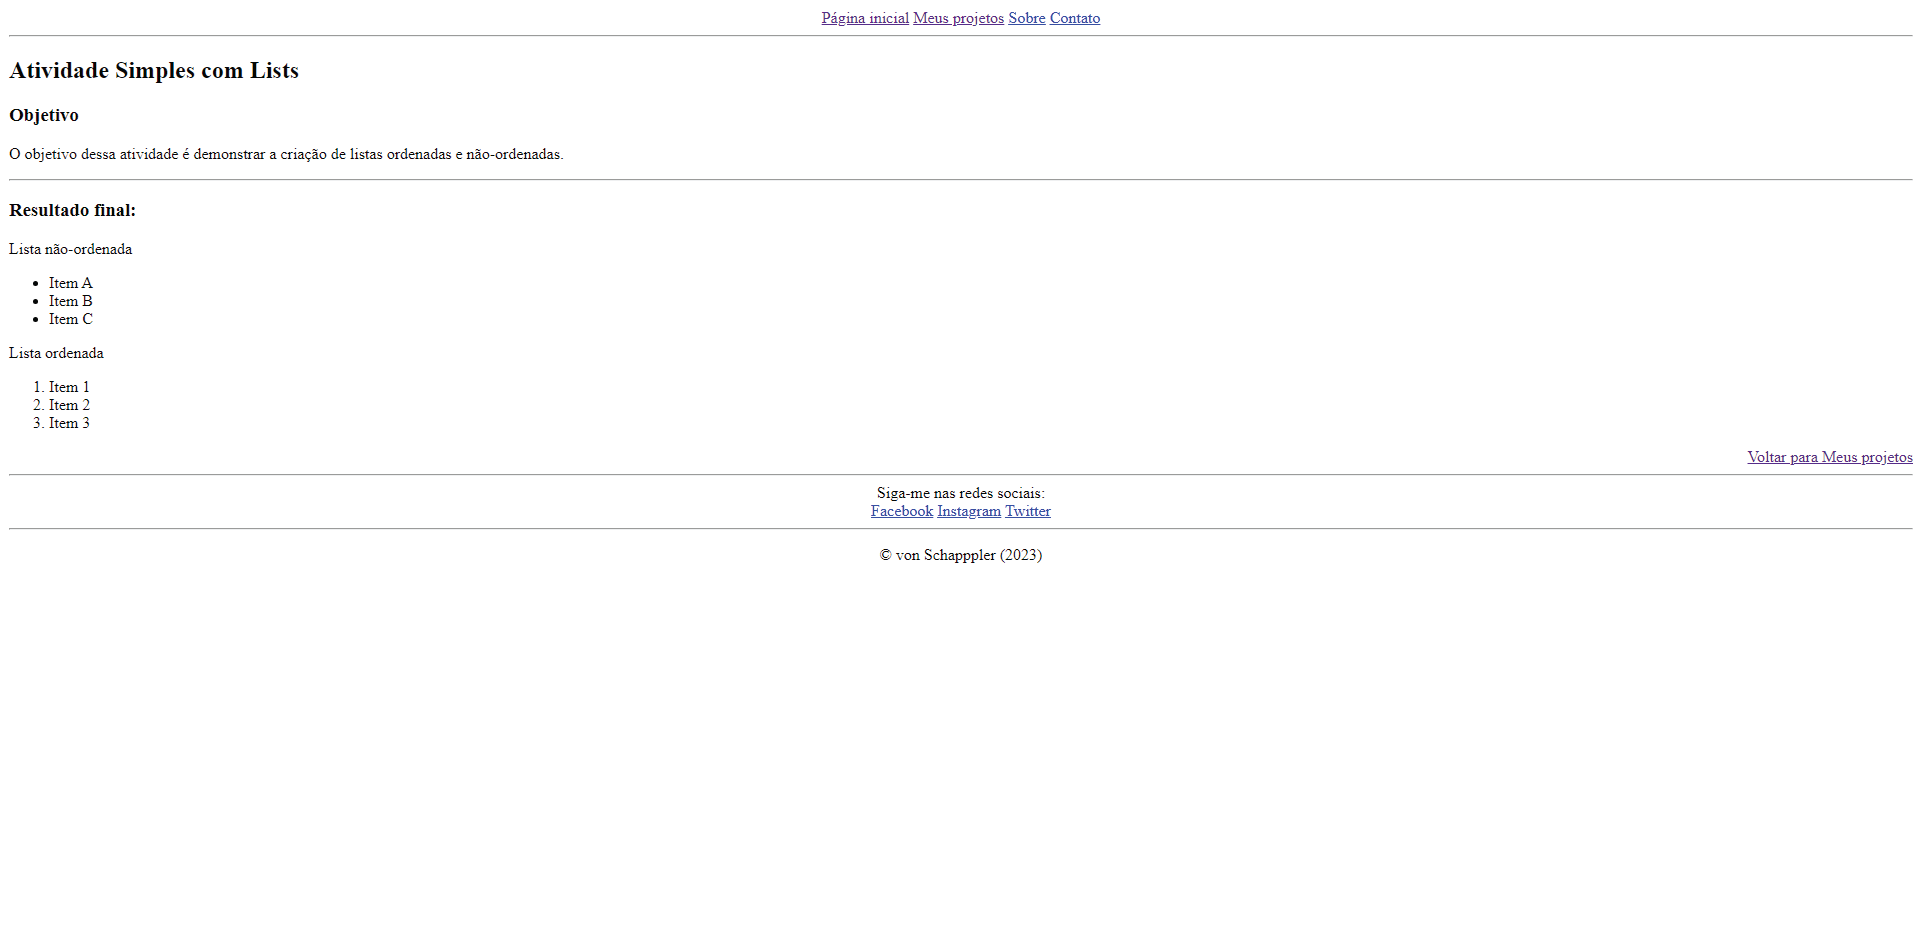 Página inicial Meus projetos Sobre Contato
Atividade Simples com Lists
Objetivo
O objetivo dessa atividade é demonstrar a criação de listas ordenadas e não-ordenadas.
Resultado final:
Lista não-ordenada
• Item A
• Item B
• Item C
Lista ordenada
1. Item 1
2. Item 2
3. Item 3
Voltar para Meus projetos
Siga-me nas redes sociais:
Facebook Instagram Twitter
© von Schapppler (2023)